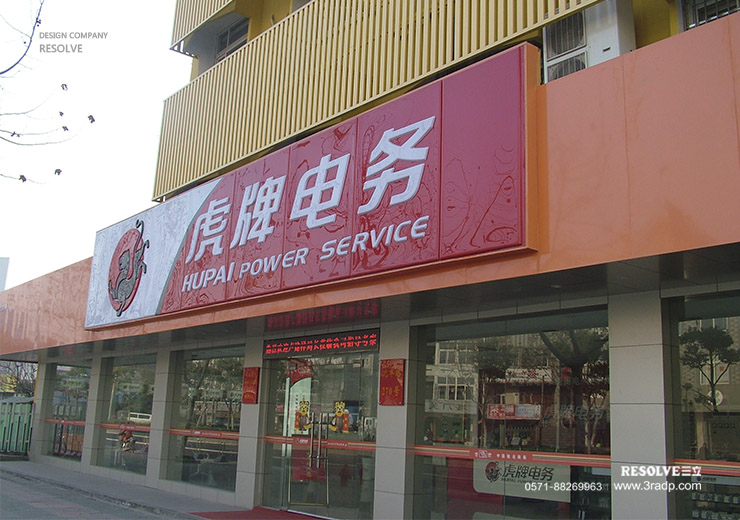 DESIGN COMPANY
RESOLVE
虎牌电务
HUPAI POWER SERVICE
虎牌电务
RESOLVE三立
0571-88269963
www.3radp.com